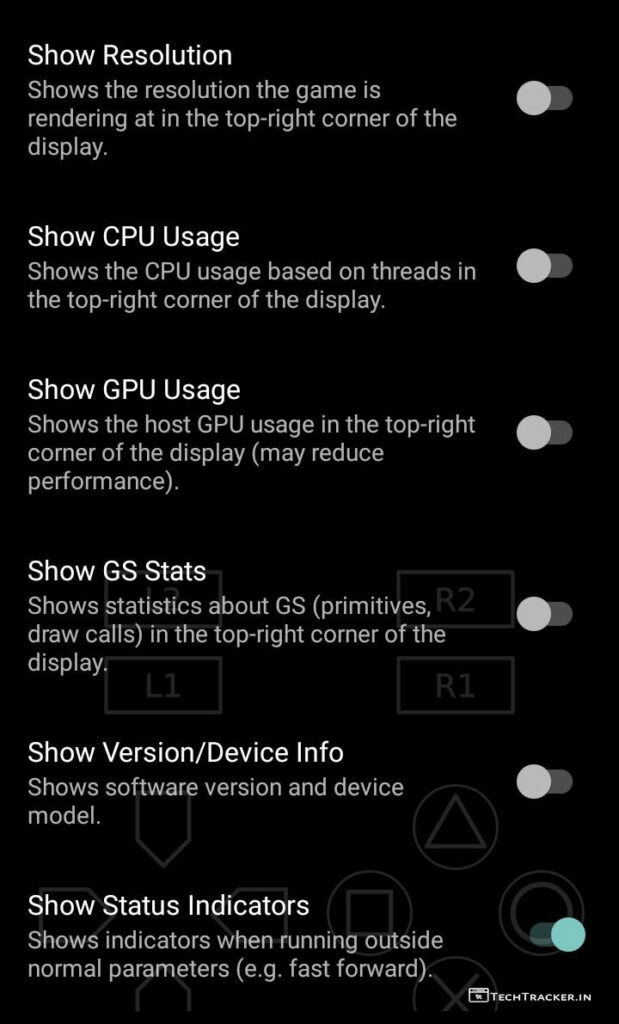 Show Resolution
Shows the resolution the game is
rendering at in the top-right corner of the
display.
Show CPU Usage
Shows the CPU usage based on threads in
the top-right corner of the display.
Show GPU Usage
Shows the host GPU usage in the top-right
corner of the display (may reduce
performance).
Show GS Stats
L2
R2
Shows statistics about GS (primitives,
draw calls) in the top-right corner of the
display.
L1
R1
Show Version/Device Info
Shows software version and device
model.
Show Status Indicators
Shows indicators when running outside
normal parameters (e.g. fast forward).
TECHTRACKER.IN